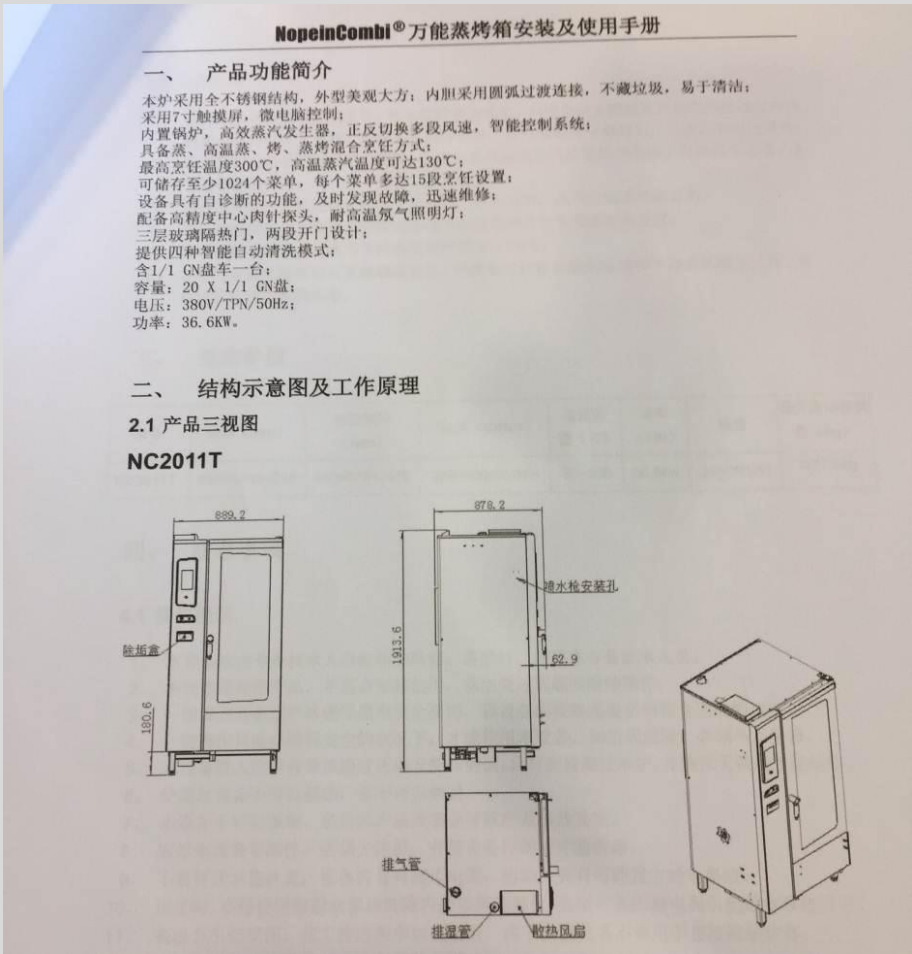 NopeinCombi®万能蒸烤箱安装及使用手册
一、 产品功能简介
本炉采用全不锈钢结构，外型美观大方；内胆采用圆弧过渡连接，不藏垃圾，易于清洁；
采用7寸触摸屏，微电脑控制；
内置锅炉，高效蒸汽发生器，正反切换多段风速，智能控制系统；
具备蒸、高温蒸、烤、蒸烤混合烹饪方式；
最高烹饪温度300℃，高温蒸汽温度可达130℃；
可储存至少1024个菜单，每个菜单多达15段烹饪设置；
设备具有自诊断的功能，及时发现故障，迅速维修；
配备高精度中心肉针探头，耐高温氖气照明灯；
三层玻璃隔热门，两段开门设计；
提供四种智能自动清洗模式；
含1/1 GN盘车一台；
容量：20 X 1/1 GN盘；
电压：380V/TPN/50Hz；
功率：36.6KW。
二、 结构示意图及工作原理
2.1 产品三视图
NC2011T
889.2
878.2
喷水枪安装孔
除垢盒
1913.6
62.9
180.6
排气管
排湿管
散热风扇